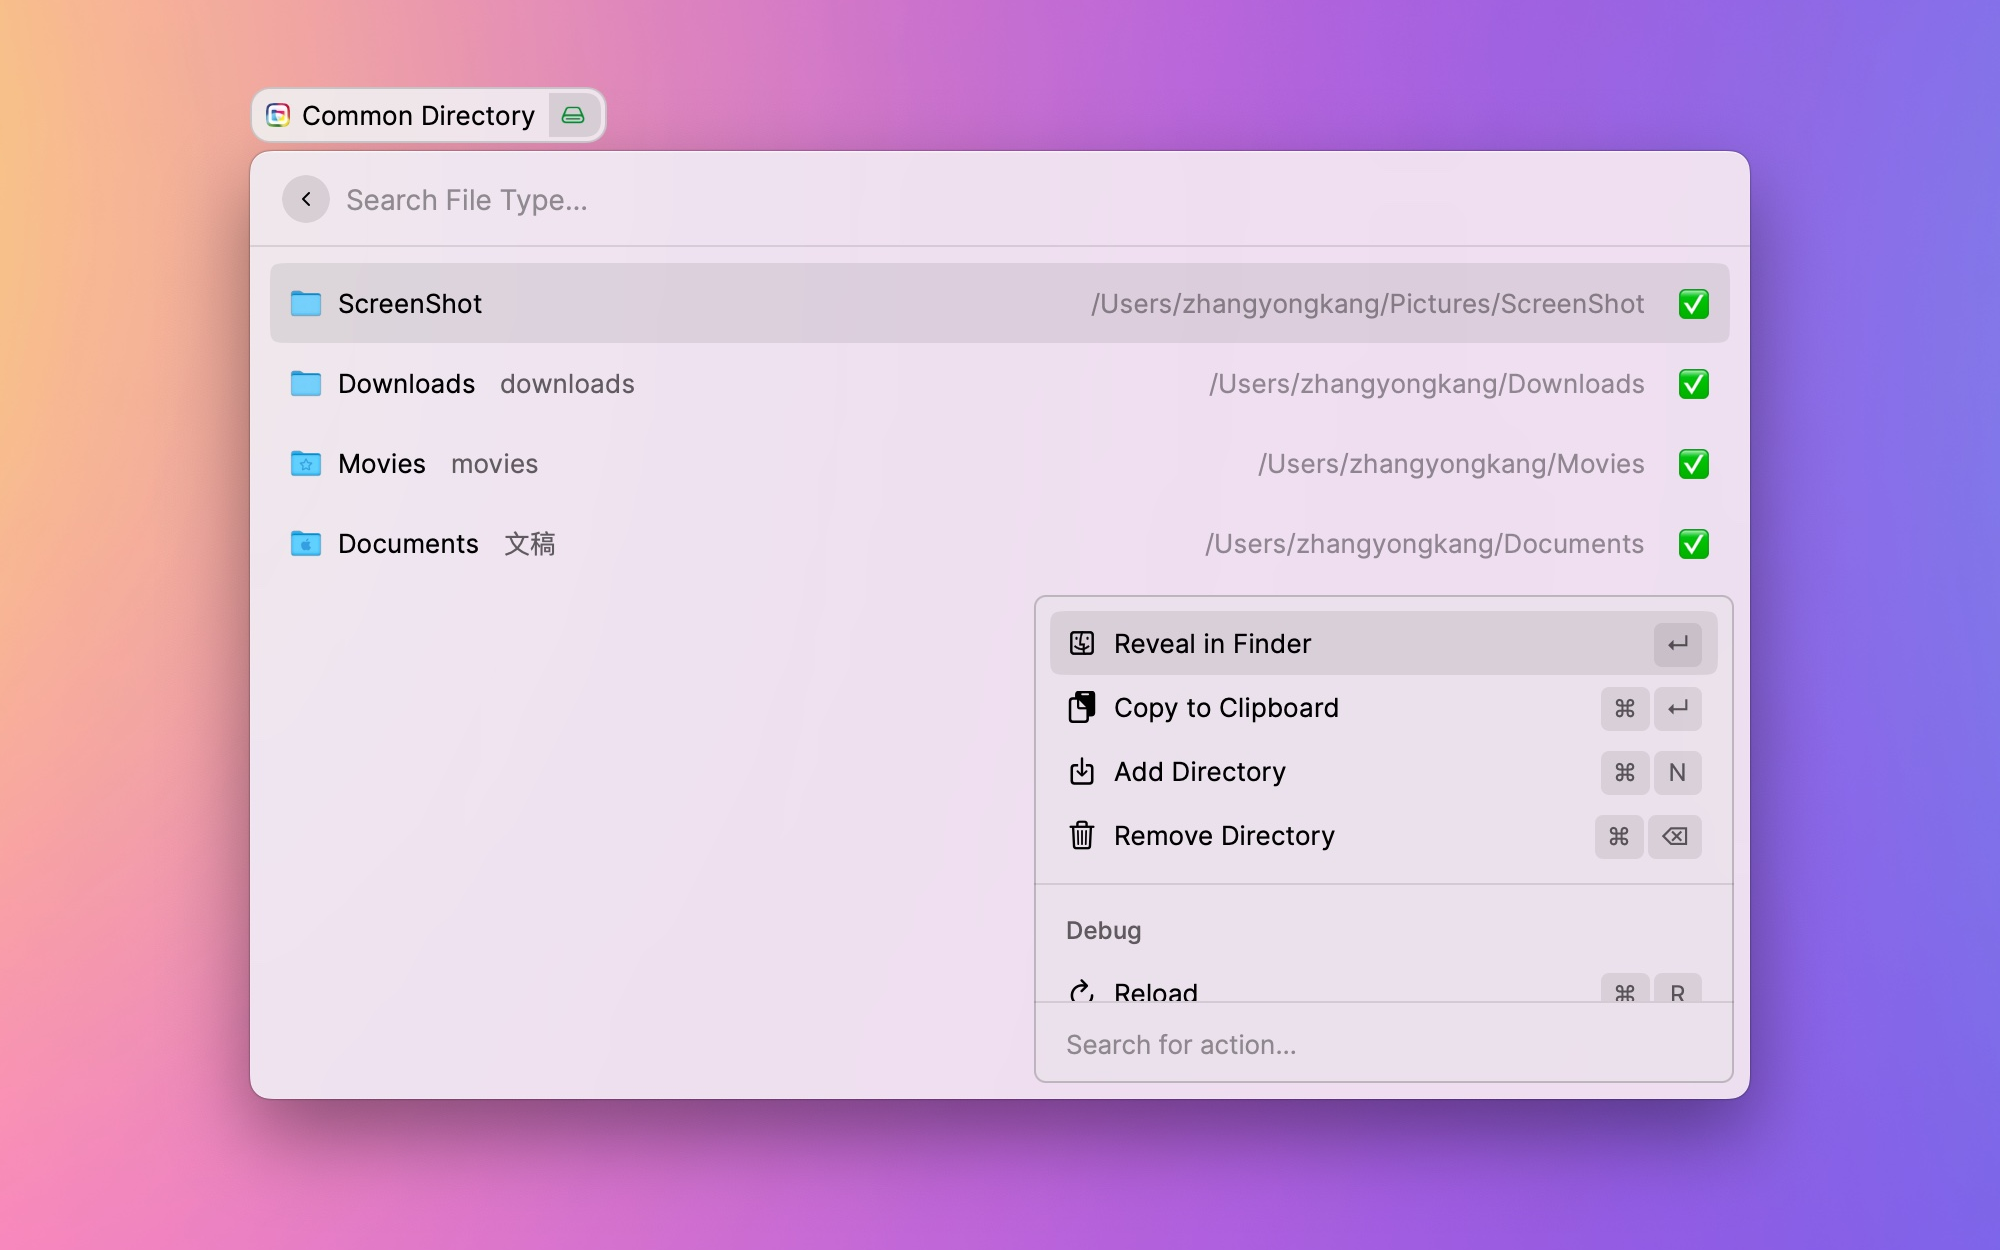 Common Directory
Search File Type...
ScreenShot /Users/zhangyongkang/Pictures/ScreenShot
Downloads downloads /Users/zhangyongkang/Downloads
Movies movies /Users/zhangyongkang/Movies
Documents 文稿 /Users/zhangyongkang/Documents
Reveal in Finder ↵
Copy to Clipboard ⌘ ↵
Add Directory ⌘ N
Remove Directory ⌘ ⌫
Debug
Reload ⌘ R
Search for action...